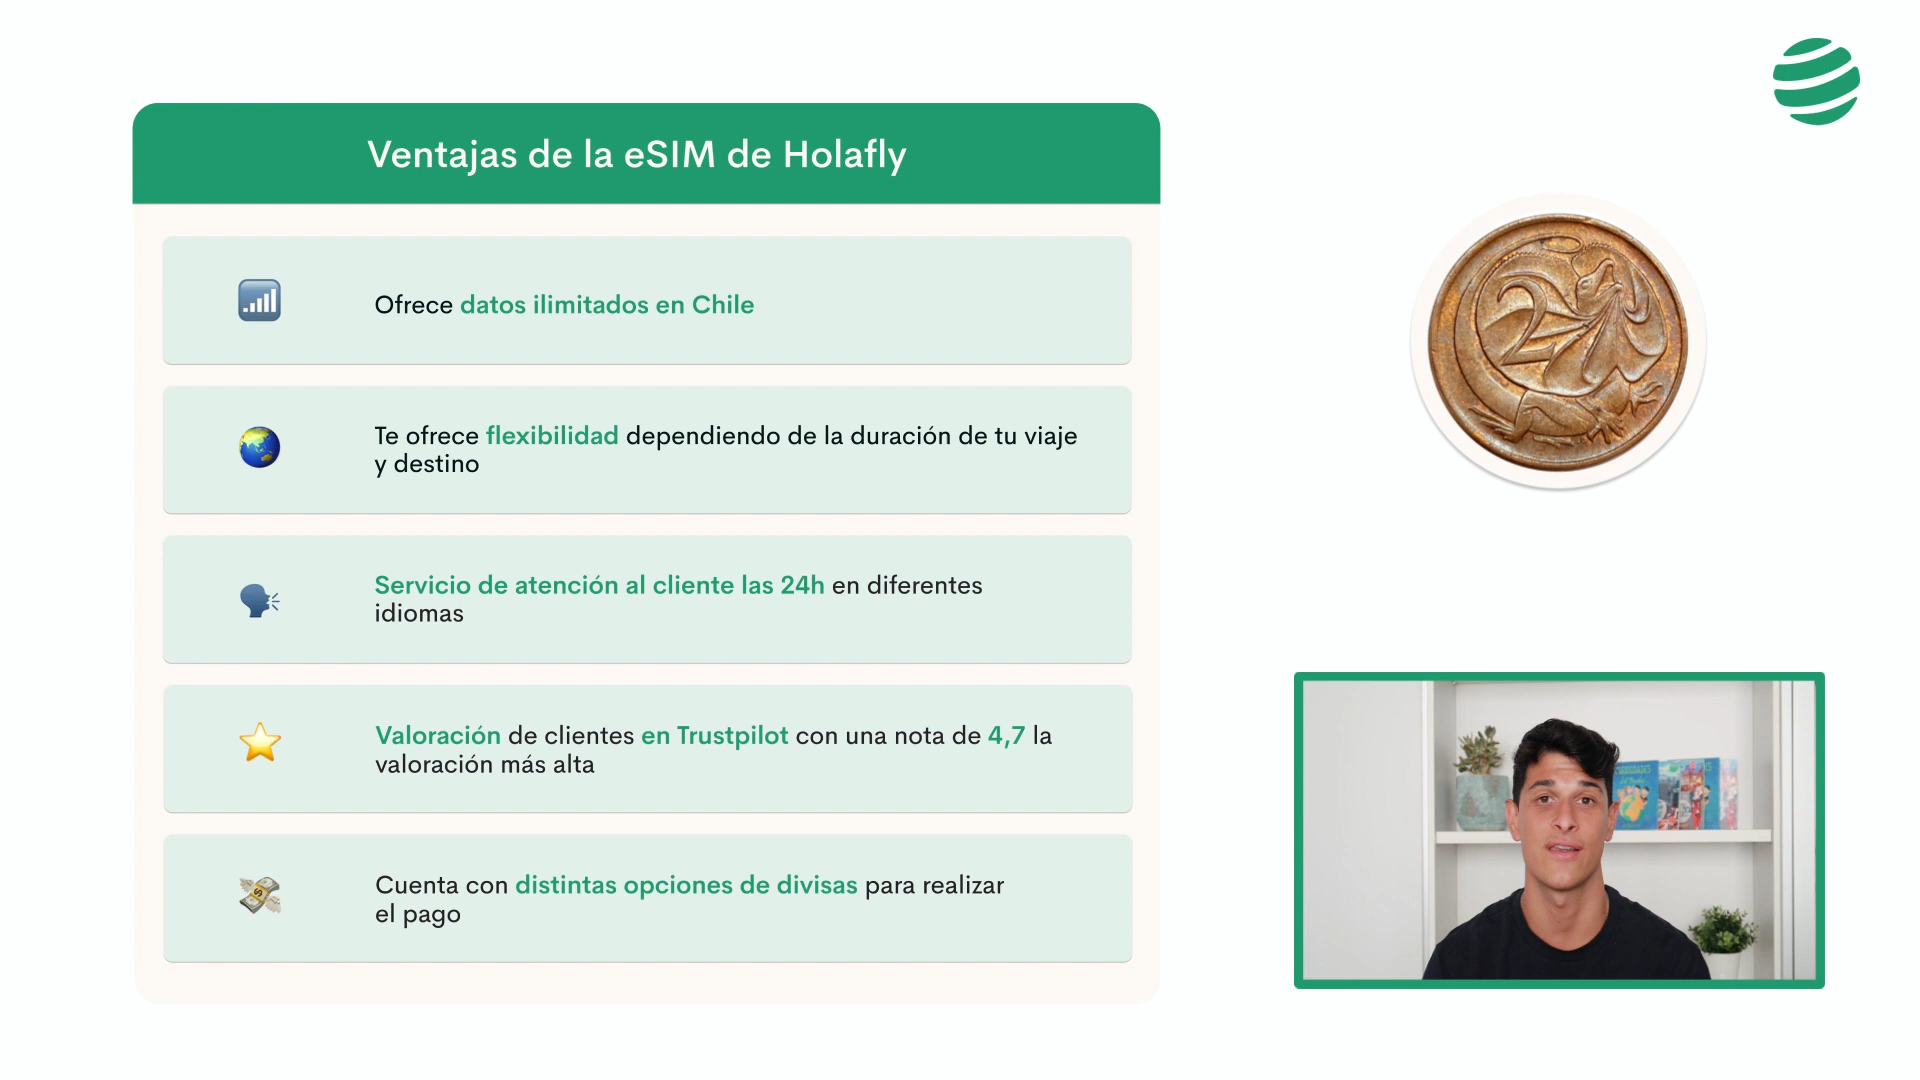 Ventajas de la eSIM de Holafly
Ofrece datos ilimitados en Chile
Te ofrece flexibilidad dependiendo de la duración de tu viaje
y destino
Servicio de atención al cliente las 24h en diferentes
idiomas
Valoración de clientes en Trustpilot con una nota de 4,7 la
valoración más alta
Cuenta con distintas opciones de divisas para realizar
el pago
2